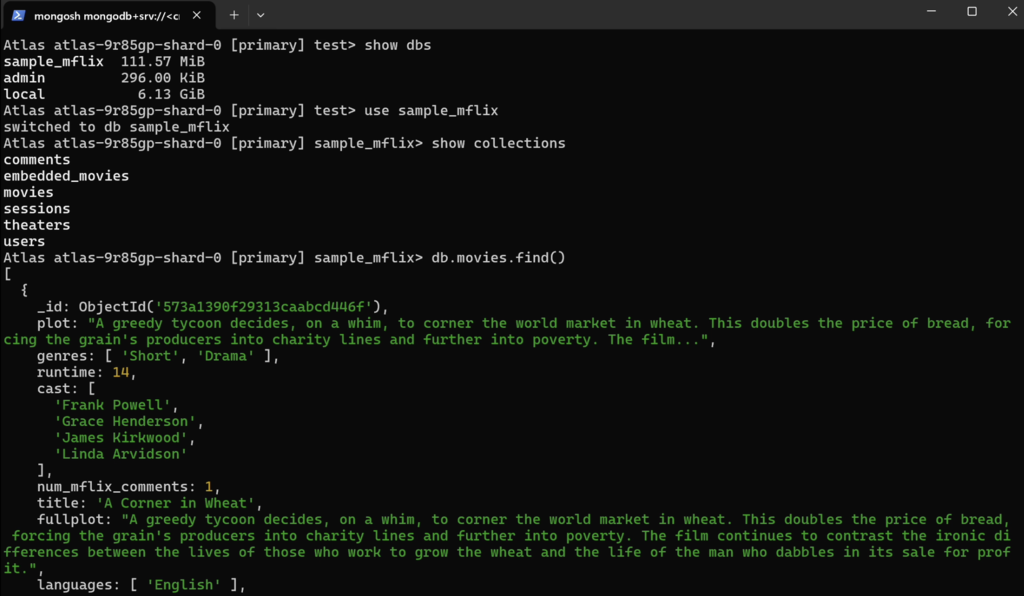 mongosh mongodb+srv://<c
Atlas atlas-9r85gp-shard-0 [primary] test> show dbs
sample_mflix  111.57 MiB
admin         296.00 KiB
local           6.13 GiB
Atlas atlas-9r85gp-shard-0 [primary] test> use sample_mflix
switched to db sample_mflix
Atlas atlas-9r85gp-shard-0 [primary] sample_mflix> show collections
comments
embedded_movies
movies
sessions
theaters
users
Atlas atlas-9r85gp-shard-0 [primary] sample_mflix> db.movies.find()
[
  {
    _id: ObjectId('573a1390f29313caabcd446f'),
    plot: "A greedy tycoon decides, on a whim, to corner the world market in wheat. This doubles the price of bread, for
cing the grain's producers into charity lines and further into poverty. The film...",
    genres: [ 'Short', 'Drama' ],
    runtime: 14,
    cast: [
      'Frank Powell',
      'Grace Henderson',
      'James Kirkwood',
      'Linda Arvidson'
    ],
    num_mflix_comments: 1,
    title: 'A Corner in Wheat',
    fullplot: "A greedy tycoon decides, on a whim, to corner the world market in wheat. This doubles the price of bread,
 forcing the grain's producers into charity lines and further into poverty. The film continues to contrast the ironic di
fferences between the lives of those who work to grow the wheat and the life of the man who dabbles in its sale for prof
it.",
    languages: [ 'English' ],